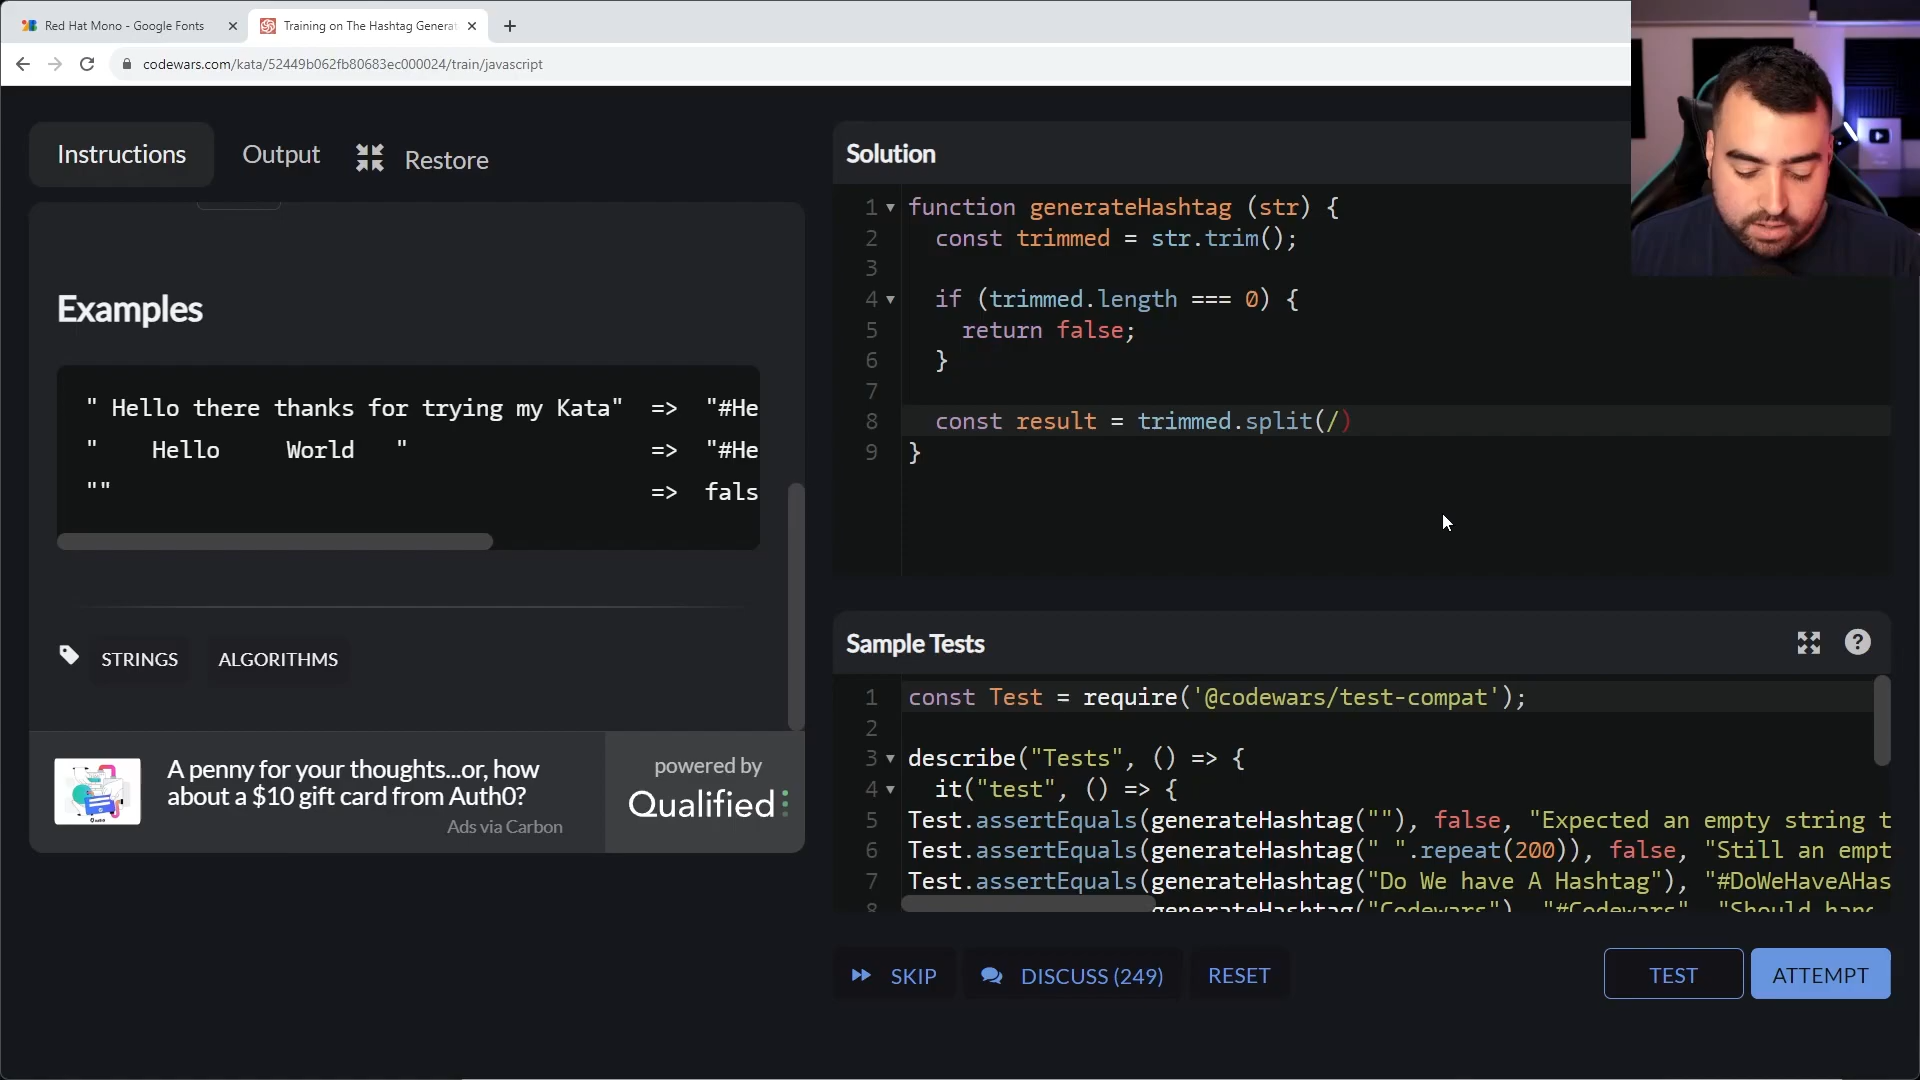 Red Hat Mono - Google Fonts
Training on The Hashtag Generat
codewars.com/kata/52449b062fb80683ec000024/train/javascript
Instructions
Output
Restore
Examples
" Hello there thanks for trying my Kata"  =>  "#He
"    Hello     World   "                  =>  "#He
""                                        =>  fals
STRINGS
ALGORITHMS
A penny for your thoughts...or, how
about a $10 gift card from Auth0?
Ads via Carbon
powered by
Qualified
Solution
1 function generateHashtag (str) {
2   const trimmed = str.trim();
3
4   if (trimmed.length === 0) {
5     return false;
6   }
7
8   const result = trimmed.split(/)
9 }
Sample Tests
?
1 const Test = require('@codewars/test-compat');
2
3 describe("Tests", () => {
4   it("test", () => {
5 Test.assertEquals(generateHashtag(""), false, "Expected an empty string t
6 Test.assertEquals(generateHashtag(" ".repeat(200)), false, "Still an empt
7 Test.assertEquals(generateHashtag("Do We have A Hashtag"), "#DoWeHaveAHas
8 generateHashtag("Codewars"), "#Codewars", "Should han
SKIP
DISCUSS (249)
RESET
TEST
ATTEMPT